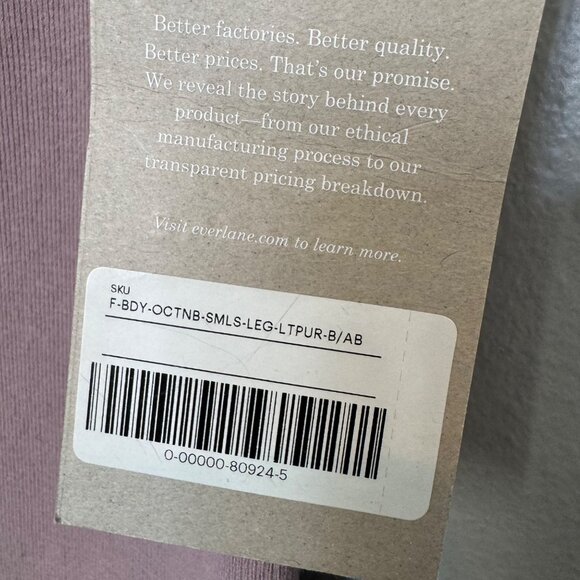 Better factories. Better quality.
Better prices. That's our promise.
We reveal the story behind every
product—from our ethical
manufacturing process to our
transparent pricing breakdown.
Visit everlane.com to learn more.
SKU
F-BDY-OCTNB-SMLS-LEG-LTPUR-B/AB
0-00000-80924-5